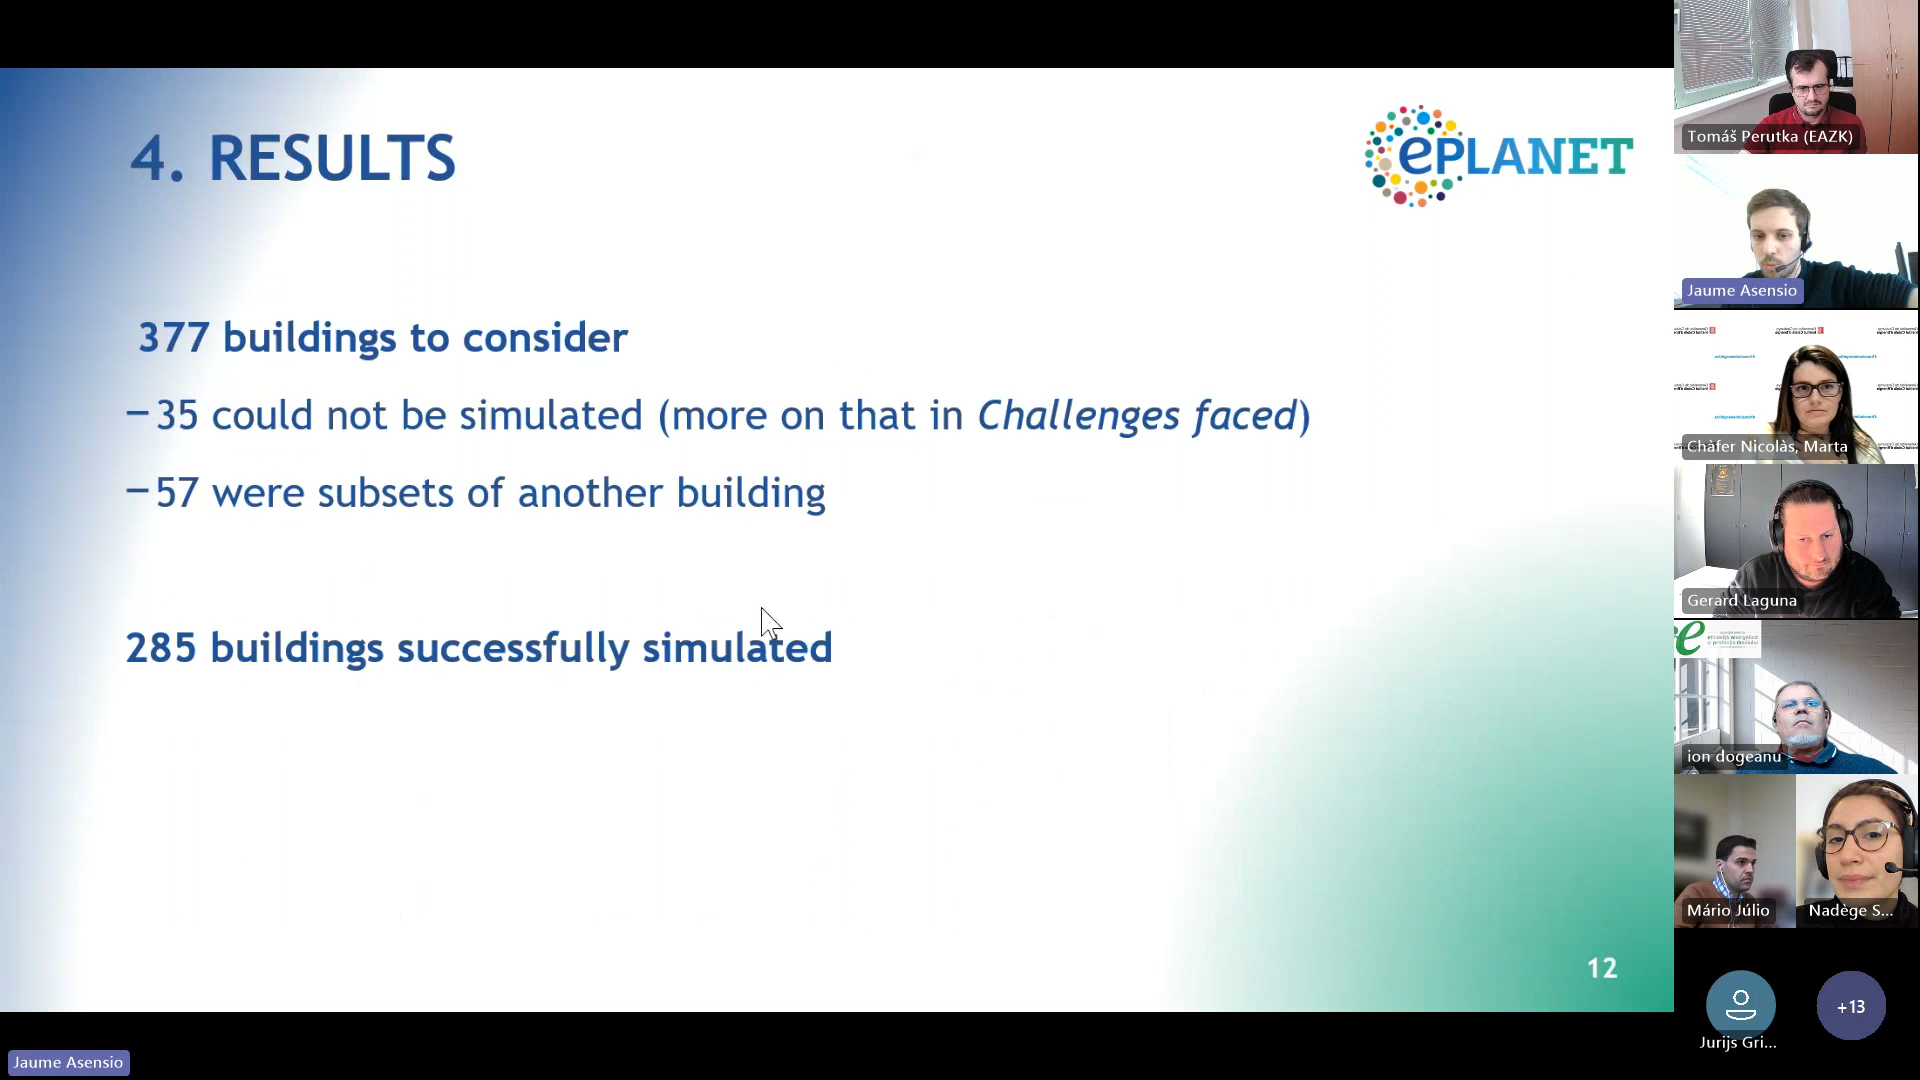 4. RESULTS
ePLANET
377 buildings to consider
– 35 could not be simulated (more on that in Challenges faced)
– 57 were subsets of another building
285 buildings successfully simulated
12
Jaume Asensio
Tomáš Perutka (EAZK)
Jaume Asensio
Chàfer Nicolàs, Marta
Gerard Laguna
ion dogeanu
Mário Júlio
Nadège S...
Jurijs Gri...
+13